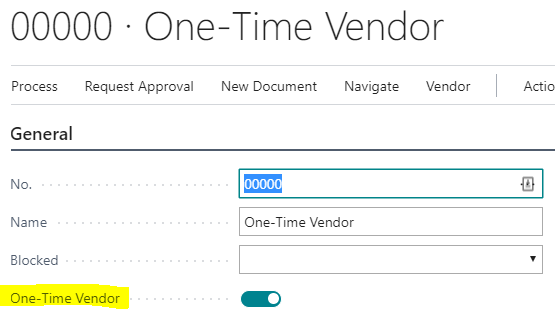 00000 · One-Time Vendor
Process Request Approval New Document Navigate Vendor Actio
General
No. 00000
Name One-Time Vendor
Blocked
One-Time Vendor